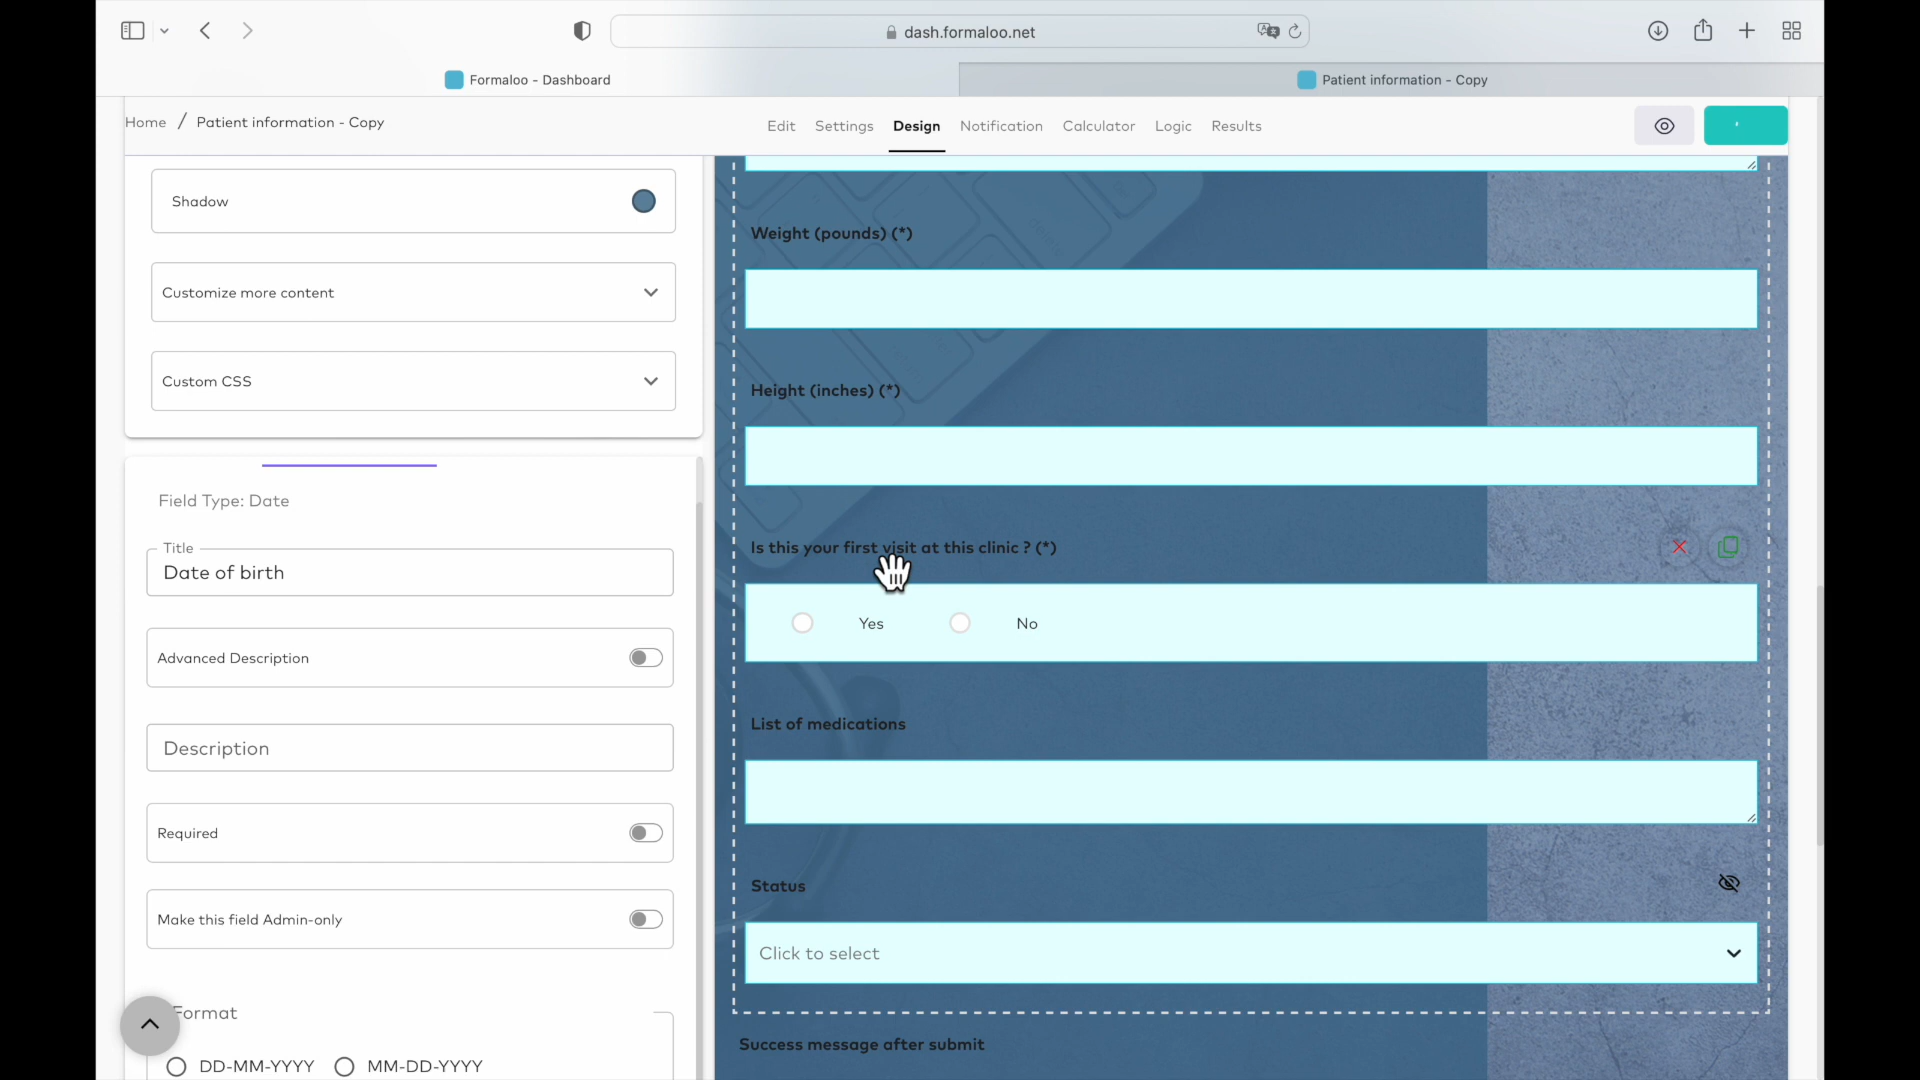 dash.formaloo.net
Formaloo - Dashboard
Patient information - Copy
Home / Patient information - Copy
Edit
Settings
Design
Notification
Calculator
Logic
Results
Shadow
Customize more content
Custom CSS
Field Type: Date
Title
Date of birth
Advanced Description
Description
Required
Make this field Admin-only
Format
DD-MM-YYYY
MM-DD-YYYY
Weight (pounds) (*)
Height (inches) (*)
Is this your first visit at this clinic ? (*)
Yes
No
List of medications
Status
Click to select
Success message after submit